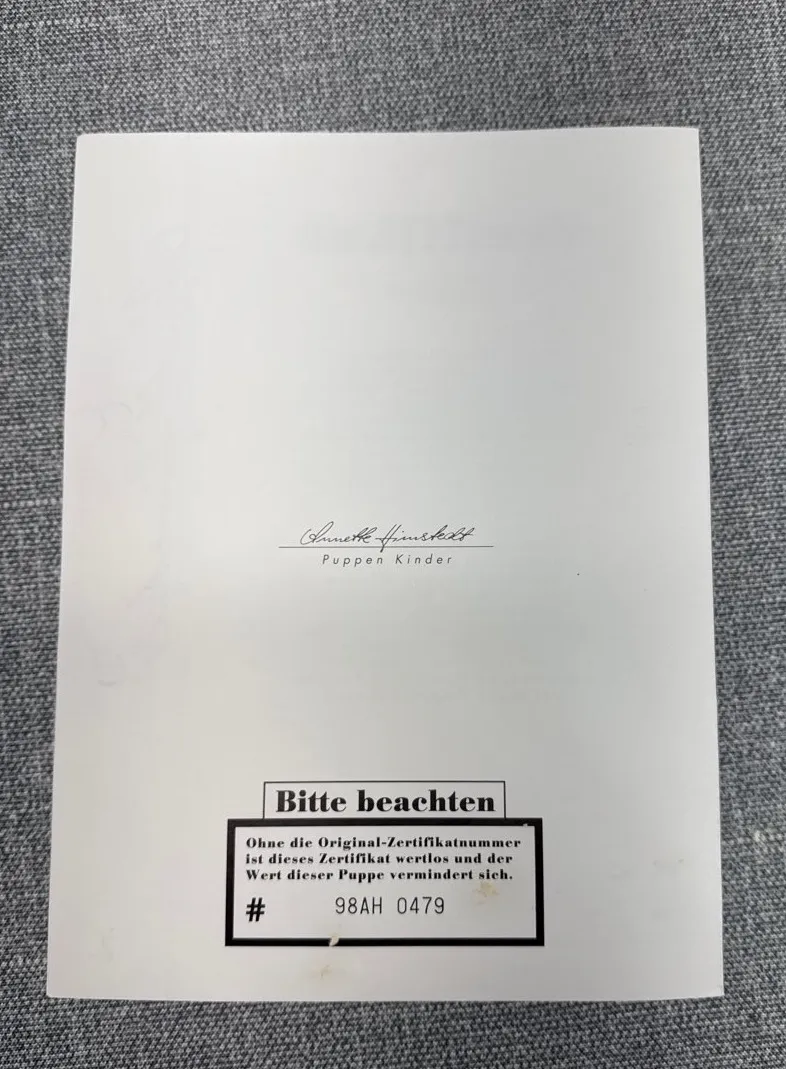 Annette Himstedt
Puppen Kinder
Bitte beachten
Ohne die Original-Zertifikatnummer
ist dieses Zertifikat wertlos und der
Wert dieser Puppe vermindert sich.
# 98AH 0479